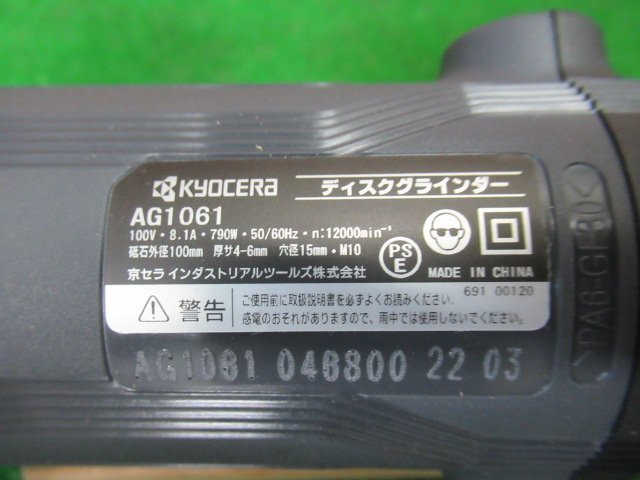 KYOCERA ディスクグラインダー
AG1061
100V・8.1A・790W・50/60Hz・n:12000min⁻¹
砥石外径100mm 厚サ4-6mm 穴径15mm・M10
京セラ インダストリアルツールズ株式会社
PS
E
MADE IN CHINA
691 00120
警告
ご使用前に取扱説明書を必ずよくお読みください.
感電のおそれがありますので、雨中では使用しないでください.
AG1061 046800 22 03
>PA6-GF30<